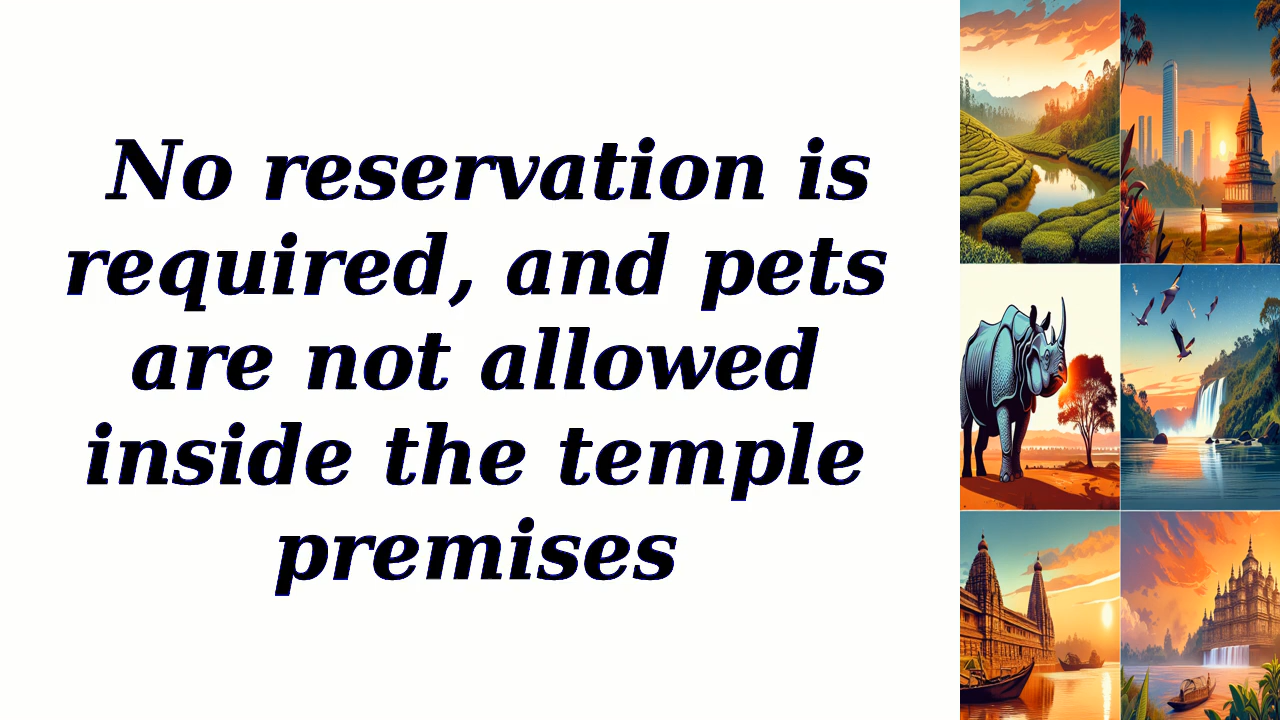 No reservation is
required, and pets
are not allowed
inside the temple
premises